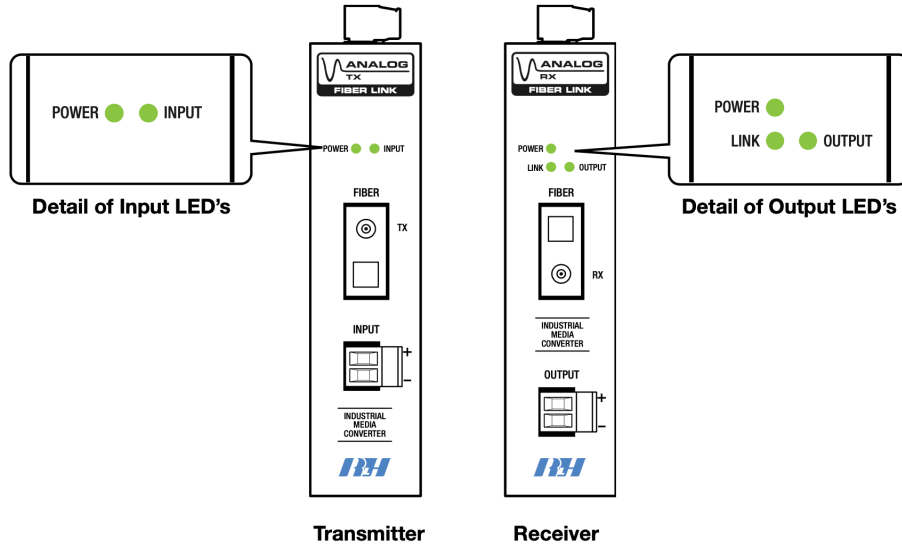 POWER INPUT
Detail of Input LED's
ANALOG
TX
FIBER LINK
POWER INPUT
FIBER
TX
INPUT
+
–
INDUSTRIAL
MEDIA
CONVERTER
Transmitter
ANALOG
RX
FIBER LINK
POWER
LINK OUTPUT
FIBER
RX
INDUSTRIAL
MEDIA
CONVERTER
OUTPUT
+
–
Receiver
POWER
LINK OUTPUT
Detail of Output LED's